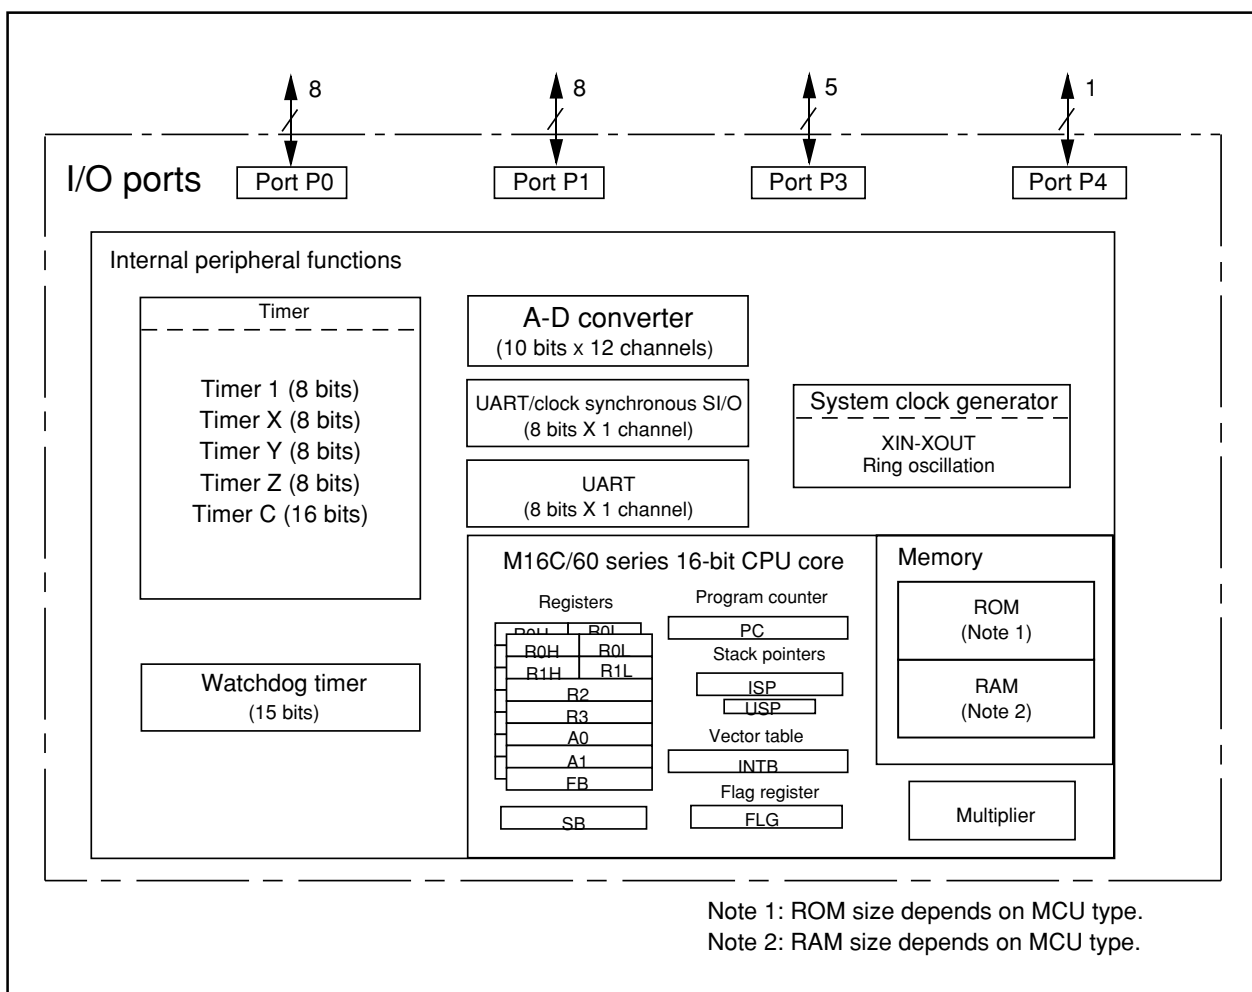 8
8
5
1
I/O ports
Port P0
Port P1
Port P3
Port P4
Internal peripheral functions
Timer
Timer 1 (8 bits)
Timer X (8 bits)
Timer Y (8 bits)
Timer Z (8 bits)
Timer C (16 bits)
Watchdog timer
(15 bits)
A-D converter
(10 bits x 12 channels)
UART/clock synchronous SI/O
(8 bits X 1 channel)
UART
(8 bits X 1 channel)
System clock generator
XIN-XOUT
Ring oscillation
M16C/60 series 16-bit CPU core
Registers
R0H
R0L
R0H
R0L
R1H
R1L
R2
R3
A0
A1
FB
SB
Program counter
PC
Stack pointers
ISP
USP
Vector table
INTB
Flag register
FLG
Memory
ROM
(Note 1)
RAM
(Note 2)
Multiplier
Note 1: ROM size depends on MCU type.
Note 2: RAM size depends on MCU type.